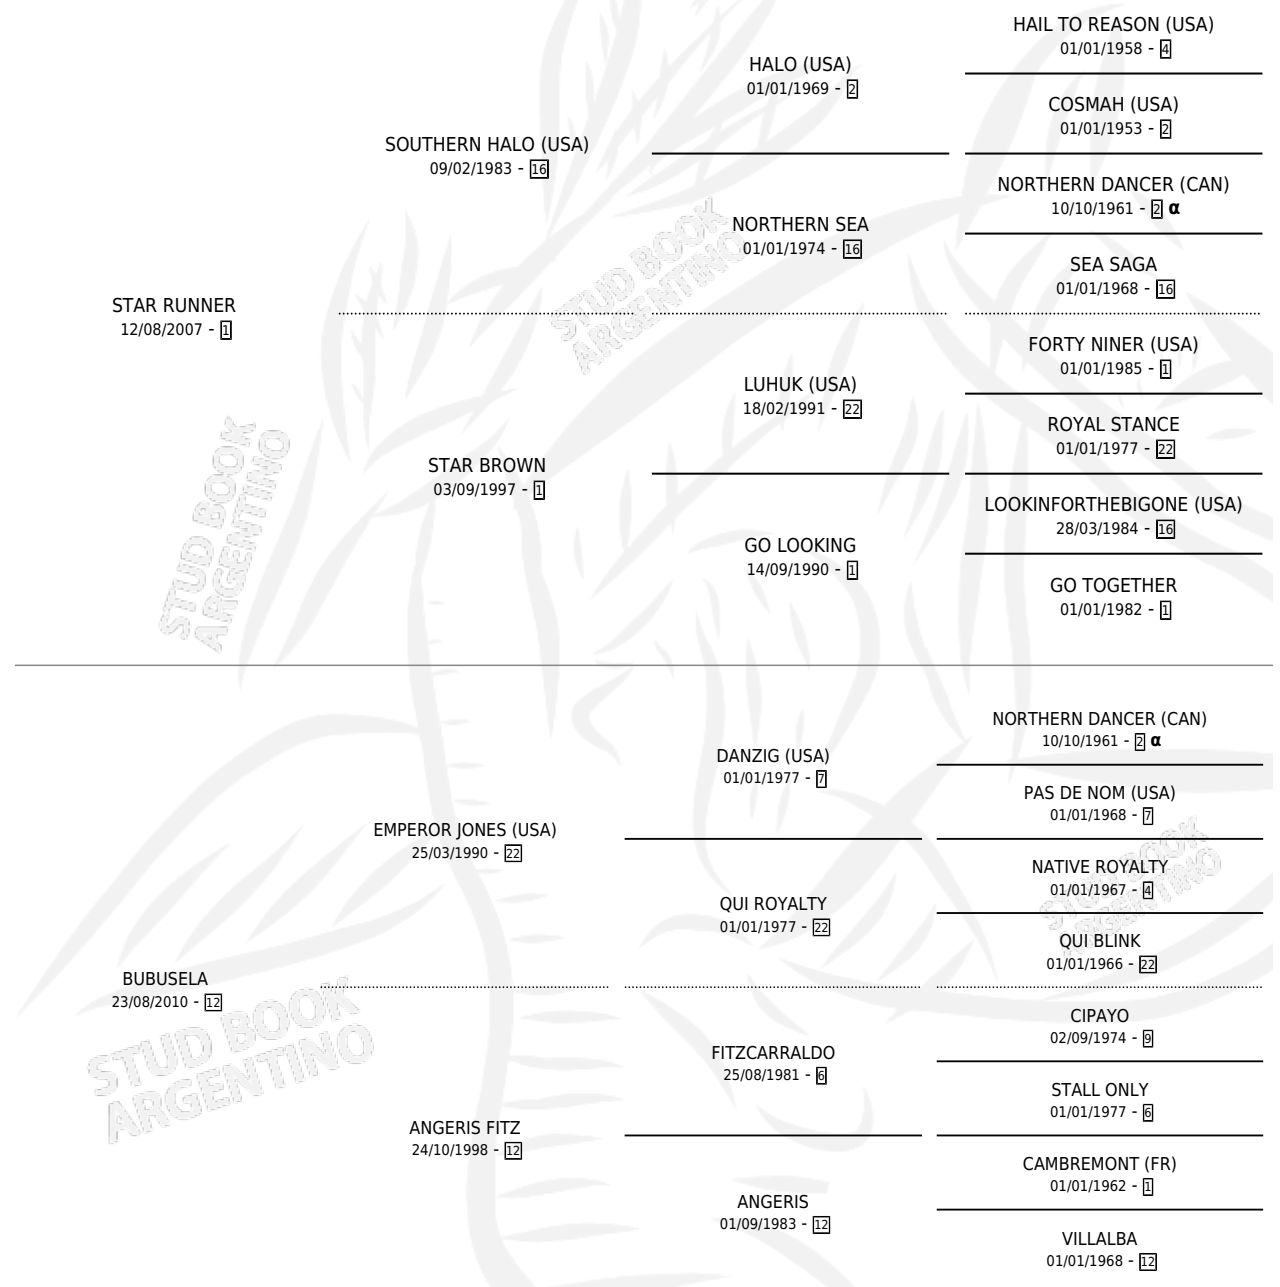 HAIL TO REASON (USA)
01/01/1958 - 4
HALO (USA)
01/01/1969 - 2
COSMAH (USA)
01/01/1953 - 2
SOUTHERN HALO (USA)
09/02/1983 - 16
NORTHERN DANCER (CAN)
10/10/1961 - 2 α
NORTHERN SEA
01/01/1974 - 16
SEA SAGA
01/01/1968 - 16
STAR RUNNER
12/08/2007 - 1
FORTY NINER (USA)
01/01/1985 - 1
LUHUK (USA)
18/02/1991 - 22
ROYAL STANCE
01/01/1977 - 22
STAR BROWN
03/09/1997 - 1
LOOKINFORTHEBIGONE (USA)
28/03/1984 - 16
GO LOOKING
14/09/1990 - 1
GO TOGETHER
01/01/1982 - 1
STUD BOOK
ARGENTINO
STUD BOOK
ARGENTINO
NORTHERN DANCER (CAN)
10/10/1961 - 2 α
DANZIG (USA)
01/01/1977 - 7
PAS DE NOM (USA)
01/01/1968 - 7
EMPEROR JONES (USA)
25/03/1990 - 22
NATIVE ROYALTY
01/01/1967 - 4
QUI ROYALTY
01/01/1977 - 22
QUI BLINK
01/01/1966 - 22
BUBUSELA
23/08/2010 - 12
CIPAYO
02/09/1974 - 9
FITZCARRALDO
25/08/1981 - 6
STALL ONLY
01/01/1977 - 6
ANGERIS FITZ
24/10/1998 - 12
CAMBREMONT (FR)
01/01/1962 - 1
ANGERIS
01/09/1983 - 12
VILLALBA
01/01/1968 - 12
STUD BOOK
ARGENTINO
STUD BOOK
ARGENTINO